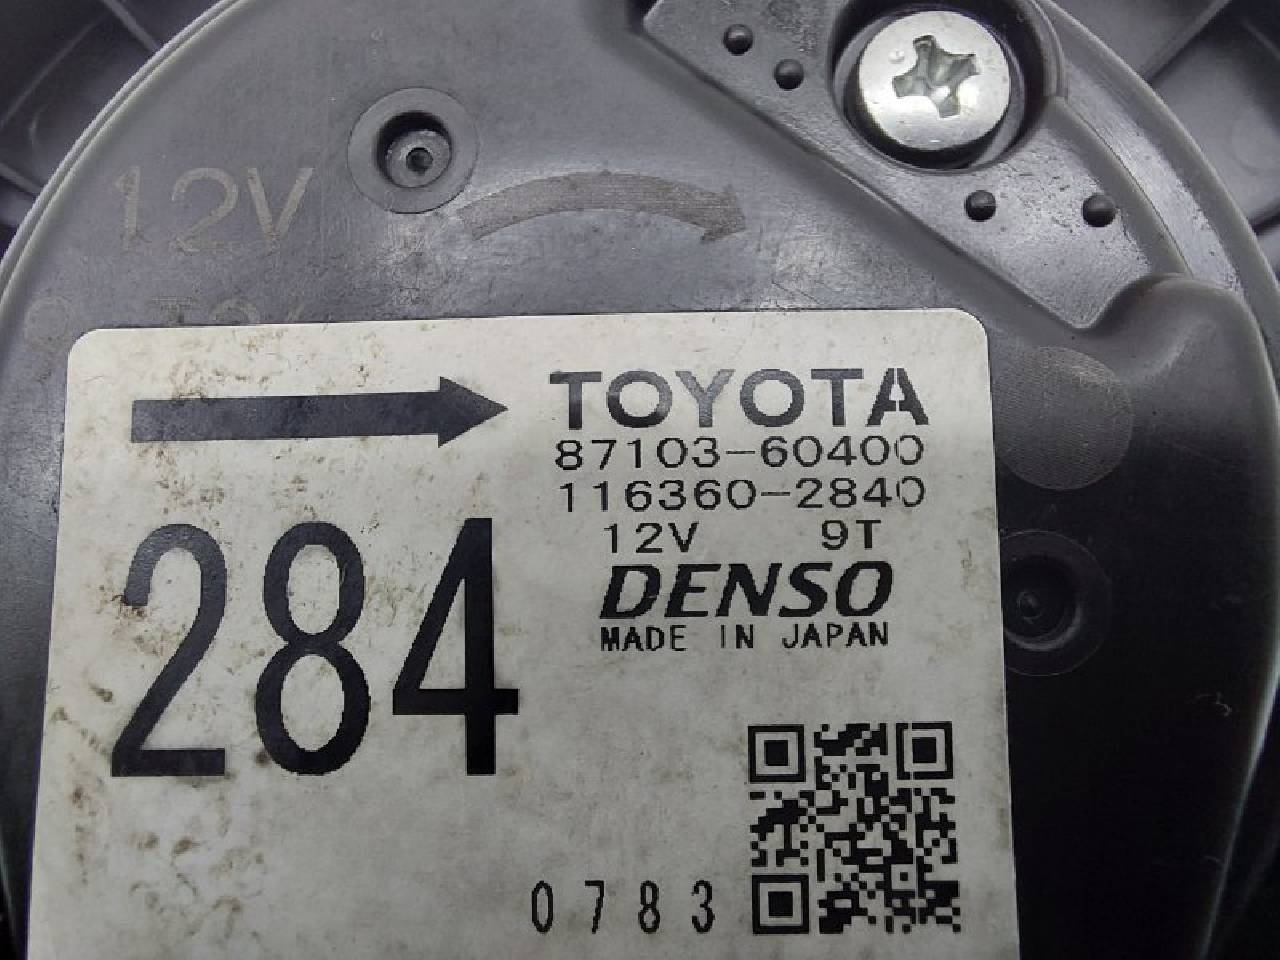 12V
TOYOTA
87103-60400
116360-2840
12V 9T
DENSO
MADE IN JAPAN
284
0783